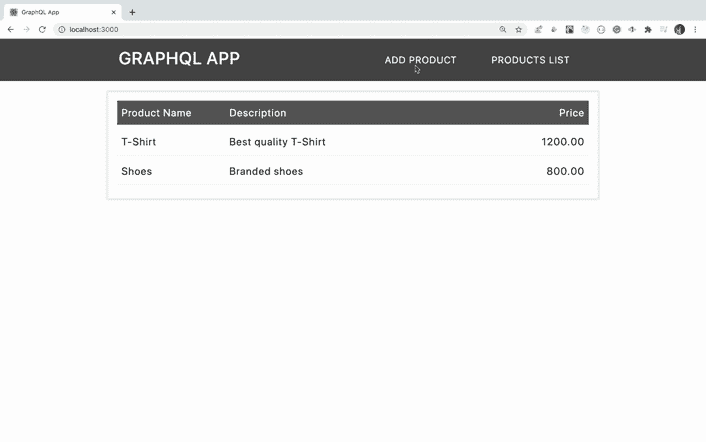 GraphQL App
localhost:3000
GRAPHQL APP
ADD PRODUCT
PRODUCTS LIST
Product Name Description Price
T-Shirt Best quality T-Shirt 1200.00
Shoes Branded shoes 800.00